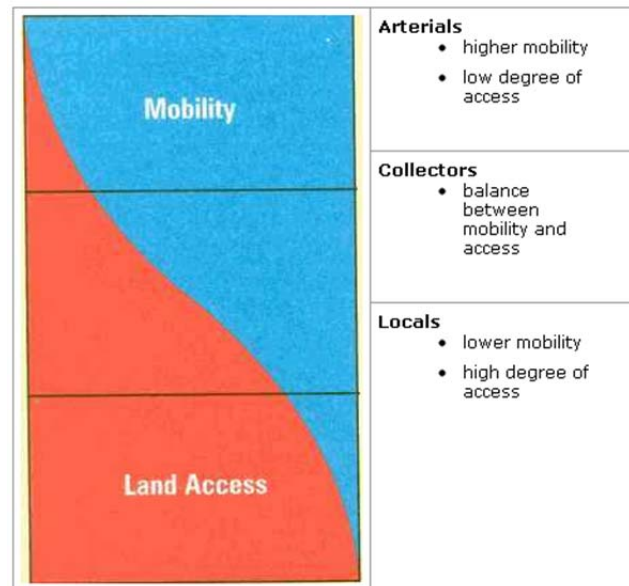 Mobility
Land Access
Arterials
• higher mobility
• low degree of
access
Collectors
• balance
between
mobility and
access
Locals
• lower mobility
• high degree of
access